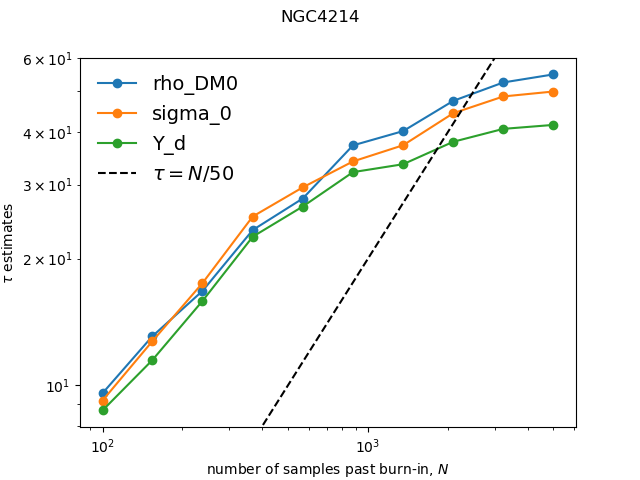 NGC4214
rho_DM0
sigma_0
Y_d
τ = N/50
6 × 10¹
4 × 10¹
3 × 10¹
2 × 10¹
10¹
τ estimates
10²
10³
number of samples past burn-in, N